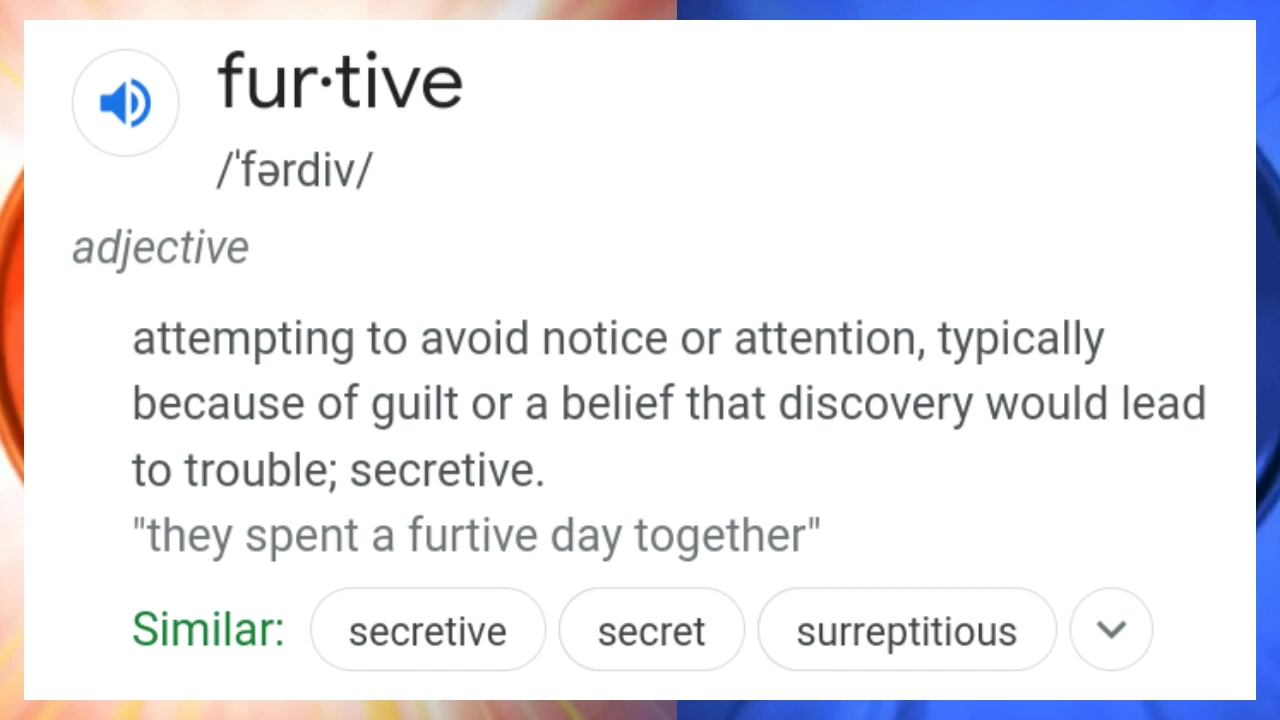 fur·tive
/ˈfərdiv/
adjective
attempting to avoid notice or attention, typically
because of guilt or a belief that discovery would lead
to trouble; secretive.
"they spent a furtive day together"
Similar: secretive secret surreptitious